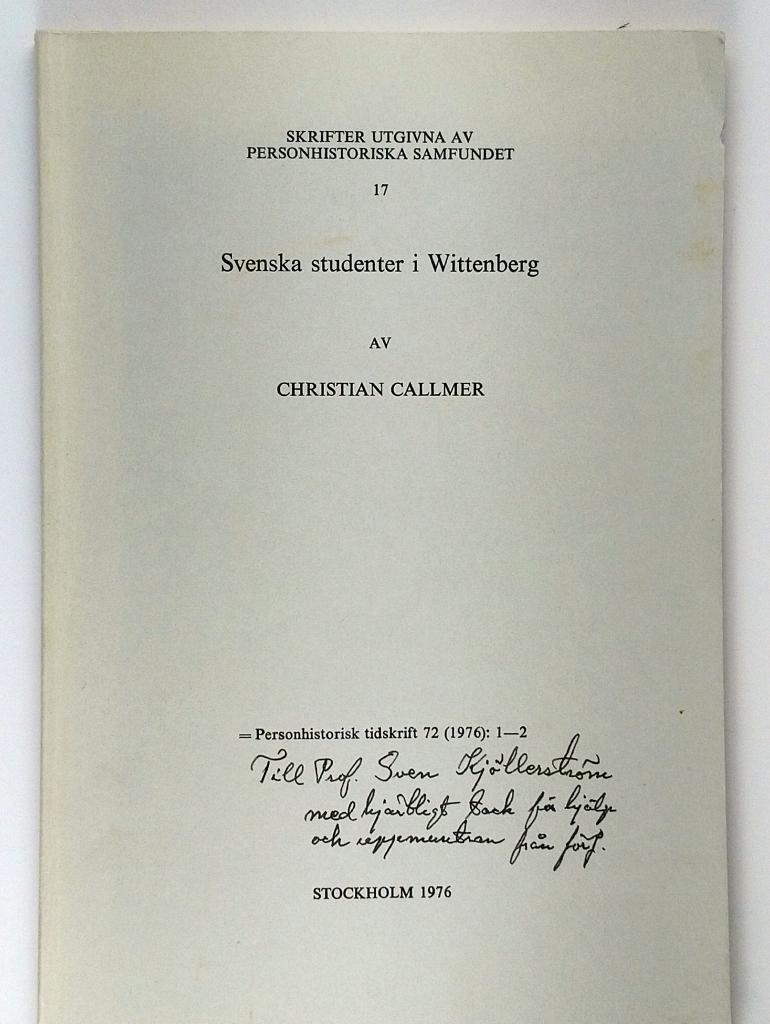 SKRIFTER UTGIVNA AV
PERSONHISTORISKA SAMFUNDET
17
Svenska studenter i Wittenberg
AV
CHRISTIAN CALLMER
= Personhistorisk tidskrift 72 (1976): 1—2
Till Prof. Sven Kjöllerström
med hjärtligt tack för hjälp
och uppmuntran från förf.
STOCKHOLM 1976